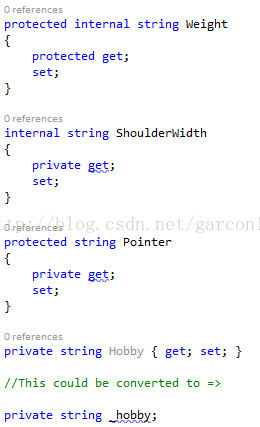 0 references
protected internal string Weight
{
    protected get;
    set;
}
0 references
internal string ShoulderWidth
{
    private get;
    set;
}
http://blog.csdn.net/garcon1
0 references
protected string Pointer
{
    private get;
    set;
}
0 references
private string Hobby { get; set; }
//This could be converted to =>
private string _hobby;